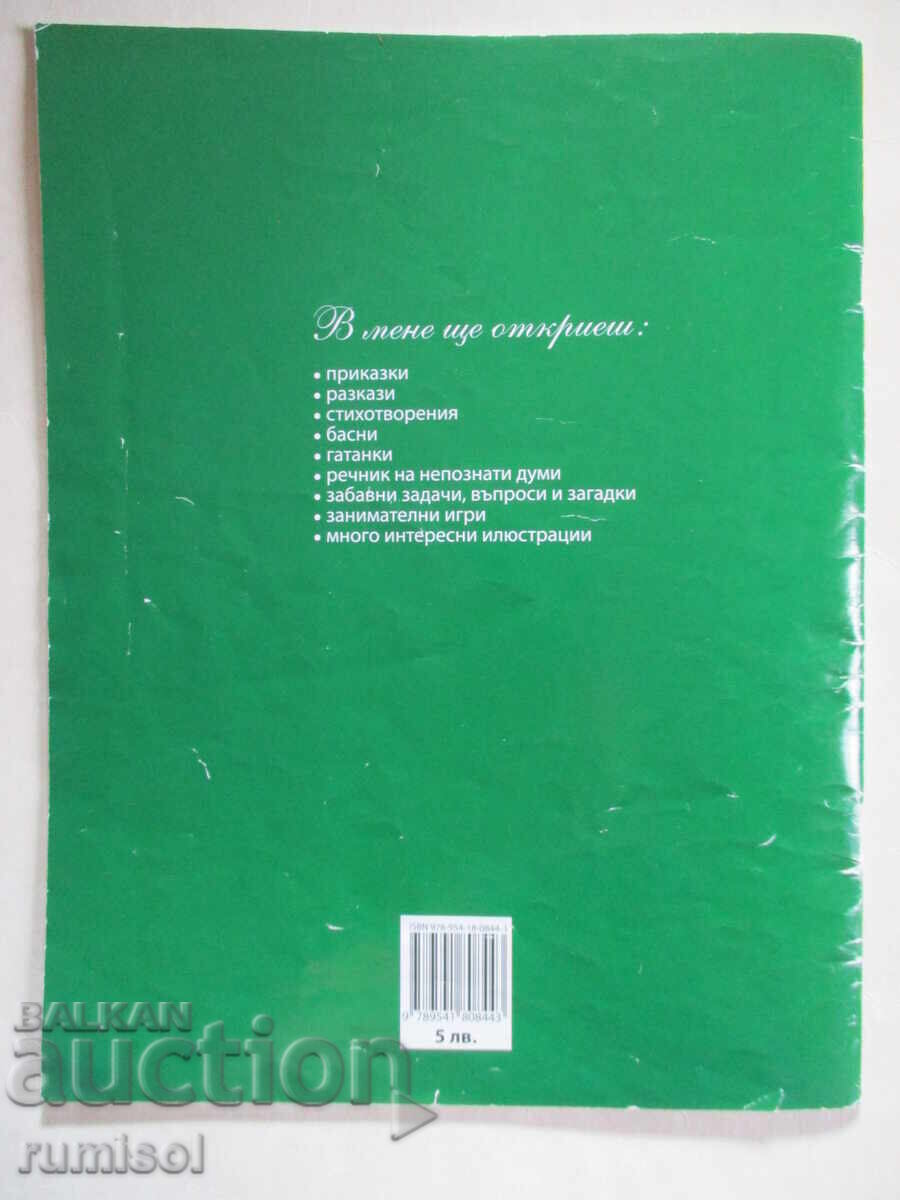 В мене ще откриеш:
• приказки
• разкази
• стихотворения
• басни
• гатанки
• речник на непознати думи
• забавни задачи, въпроси и загадки
• занимателни игри
• много интересни илюстрации
ISBN 978-954-18-0844-3
9 789541 808443
5 лв.
BALKAN
auction
rumisol